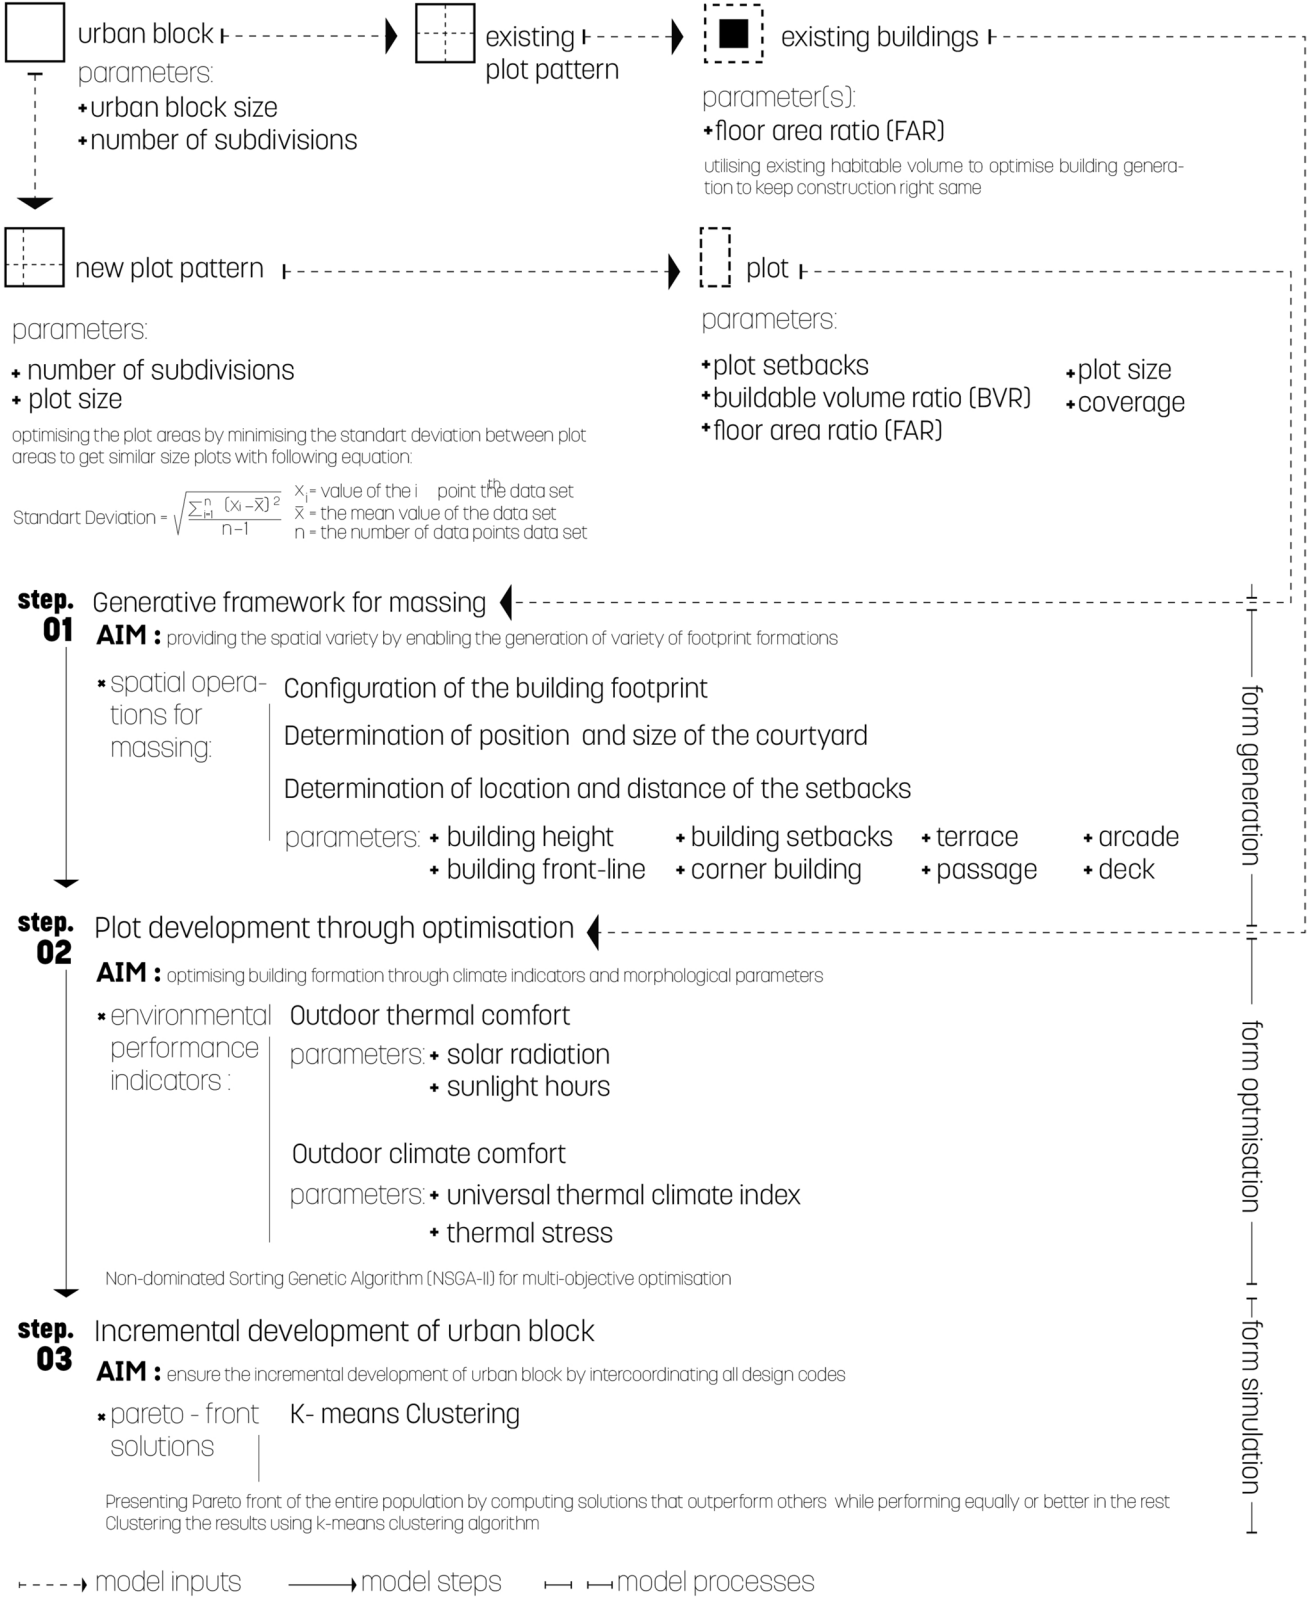 urban block
existing
plot pattern
existing buildings
parameters:
+urban block size
+number of subdivisions
parameter(s):
+floor area ratio (FAR)
utilising existing habitable volume to optimise building genera-
tion to keep construction right same
new plot pattern
plot
parameters:
+ number of subdivisions
+ plot size
optimising the plot areas by minimising the standart deviation between plot
areas to get similar size plots with following equation:
Standart Deviation = √ ∑ⁿᵢ₌₁ (xᵢ – x̄)² / n – 1
xᵢ = value of the i th point the data set
x̄ = the mean value of the data set
n = the number of data points data set
parameters:
+plot setbacks
+buildable volume ratio (BVR)
+floor area ratio (FAR)
+plot size
+coverage
step.
01
Generative framework for massing
AIM : providing the spatial variety by enabling the generation of variety of footprint formations
× spatial opera-
tions for
massing:
Configuration of the building footprint
Determination of position and size of the courtyard
Determination of location and distance of the setbacks
parameters: + building height + building setbacks + terrace + arcade
+ building front-line + corner building + passage + deck
form generation
step.
02
Plot development through optimisation
AIM : optimising building formation through climate indicators and morphological parameters
× environmental
performance
indicators :
Outdoor thermal comfort
parameters: + solar radiation
+ sunlight hours
Outdoor climate comfort
parameters: + universal thermal climate index
+ thermal stress
Non-dominated Sorting Genetic Algorithm (NSGA-II) for multi-objective optimisation
form optmisation
step.
03
Incremental development of urban block
AIM : ensure the incremental development of urban block by intercoordinating all design codes
× pareto - front
solutions
K- means Clustering
Presenting Pareto front of the entire population by computing solutions that outperform others while performing equally or better in the rest
Clustering the results using k-means clustering algorithm
form simulation
model inputs
model steps
model processes